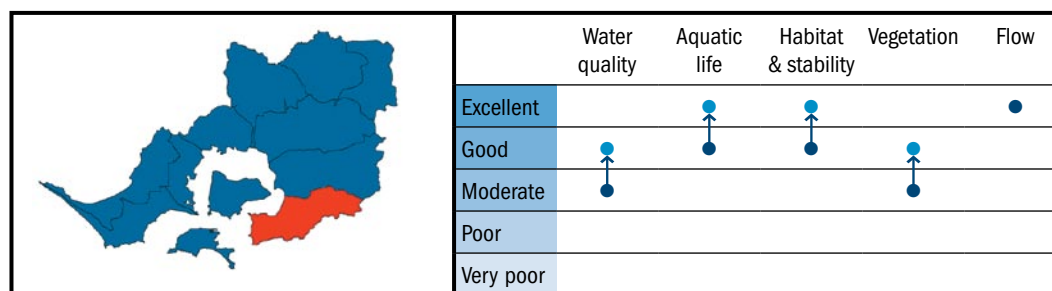 Water quality
Aquatic life
Habitat & stability
Vegetation
Flow
Excellent
Good
Moderate
Poor
Very poor